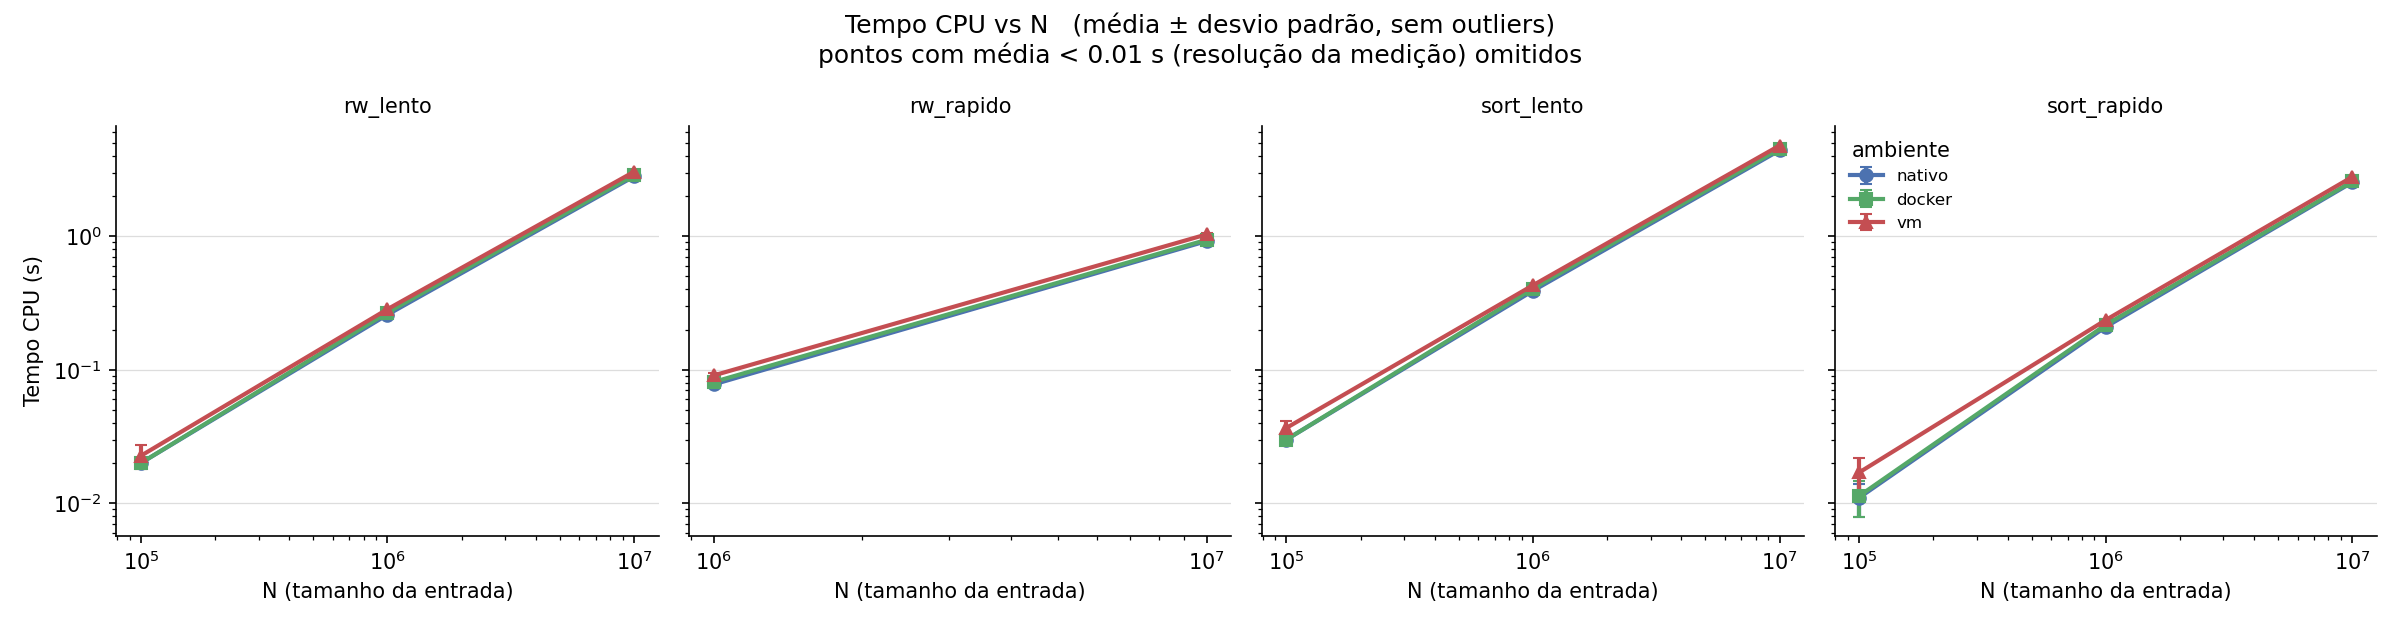 Tempo CPU vs N   (média ± desvio padrão, sem outliers)
pontos com média < 0.01 s (resolução da medição) omitidos
rw_lento
rw_rapido
sort_lento
sort_rapido
Tempo CPU (s)
10⁰
10⁻¹
10⁻²
ambiente
nativo
docker
vm
10⁵ 10⁶ 10⁷
10⁶ 10⁷
10⁵ 10⁶ 10⁷
10⁵ 10⁶ 10⁷
N (tamanho da entrada)
N (tamanho da entrada)
N (tamanho da entrada)
N (tamanho da entrada)